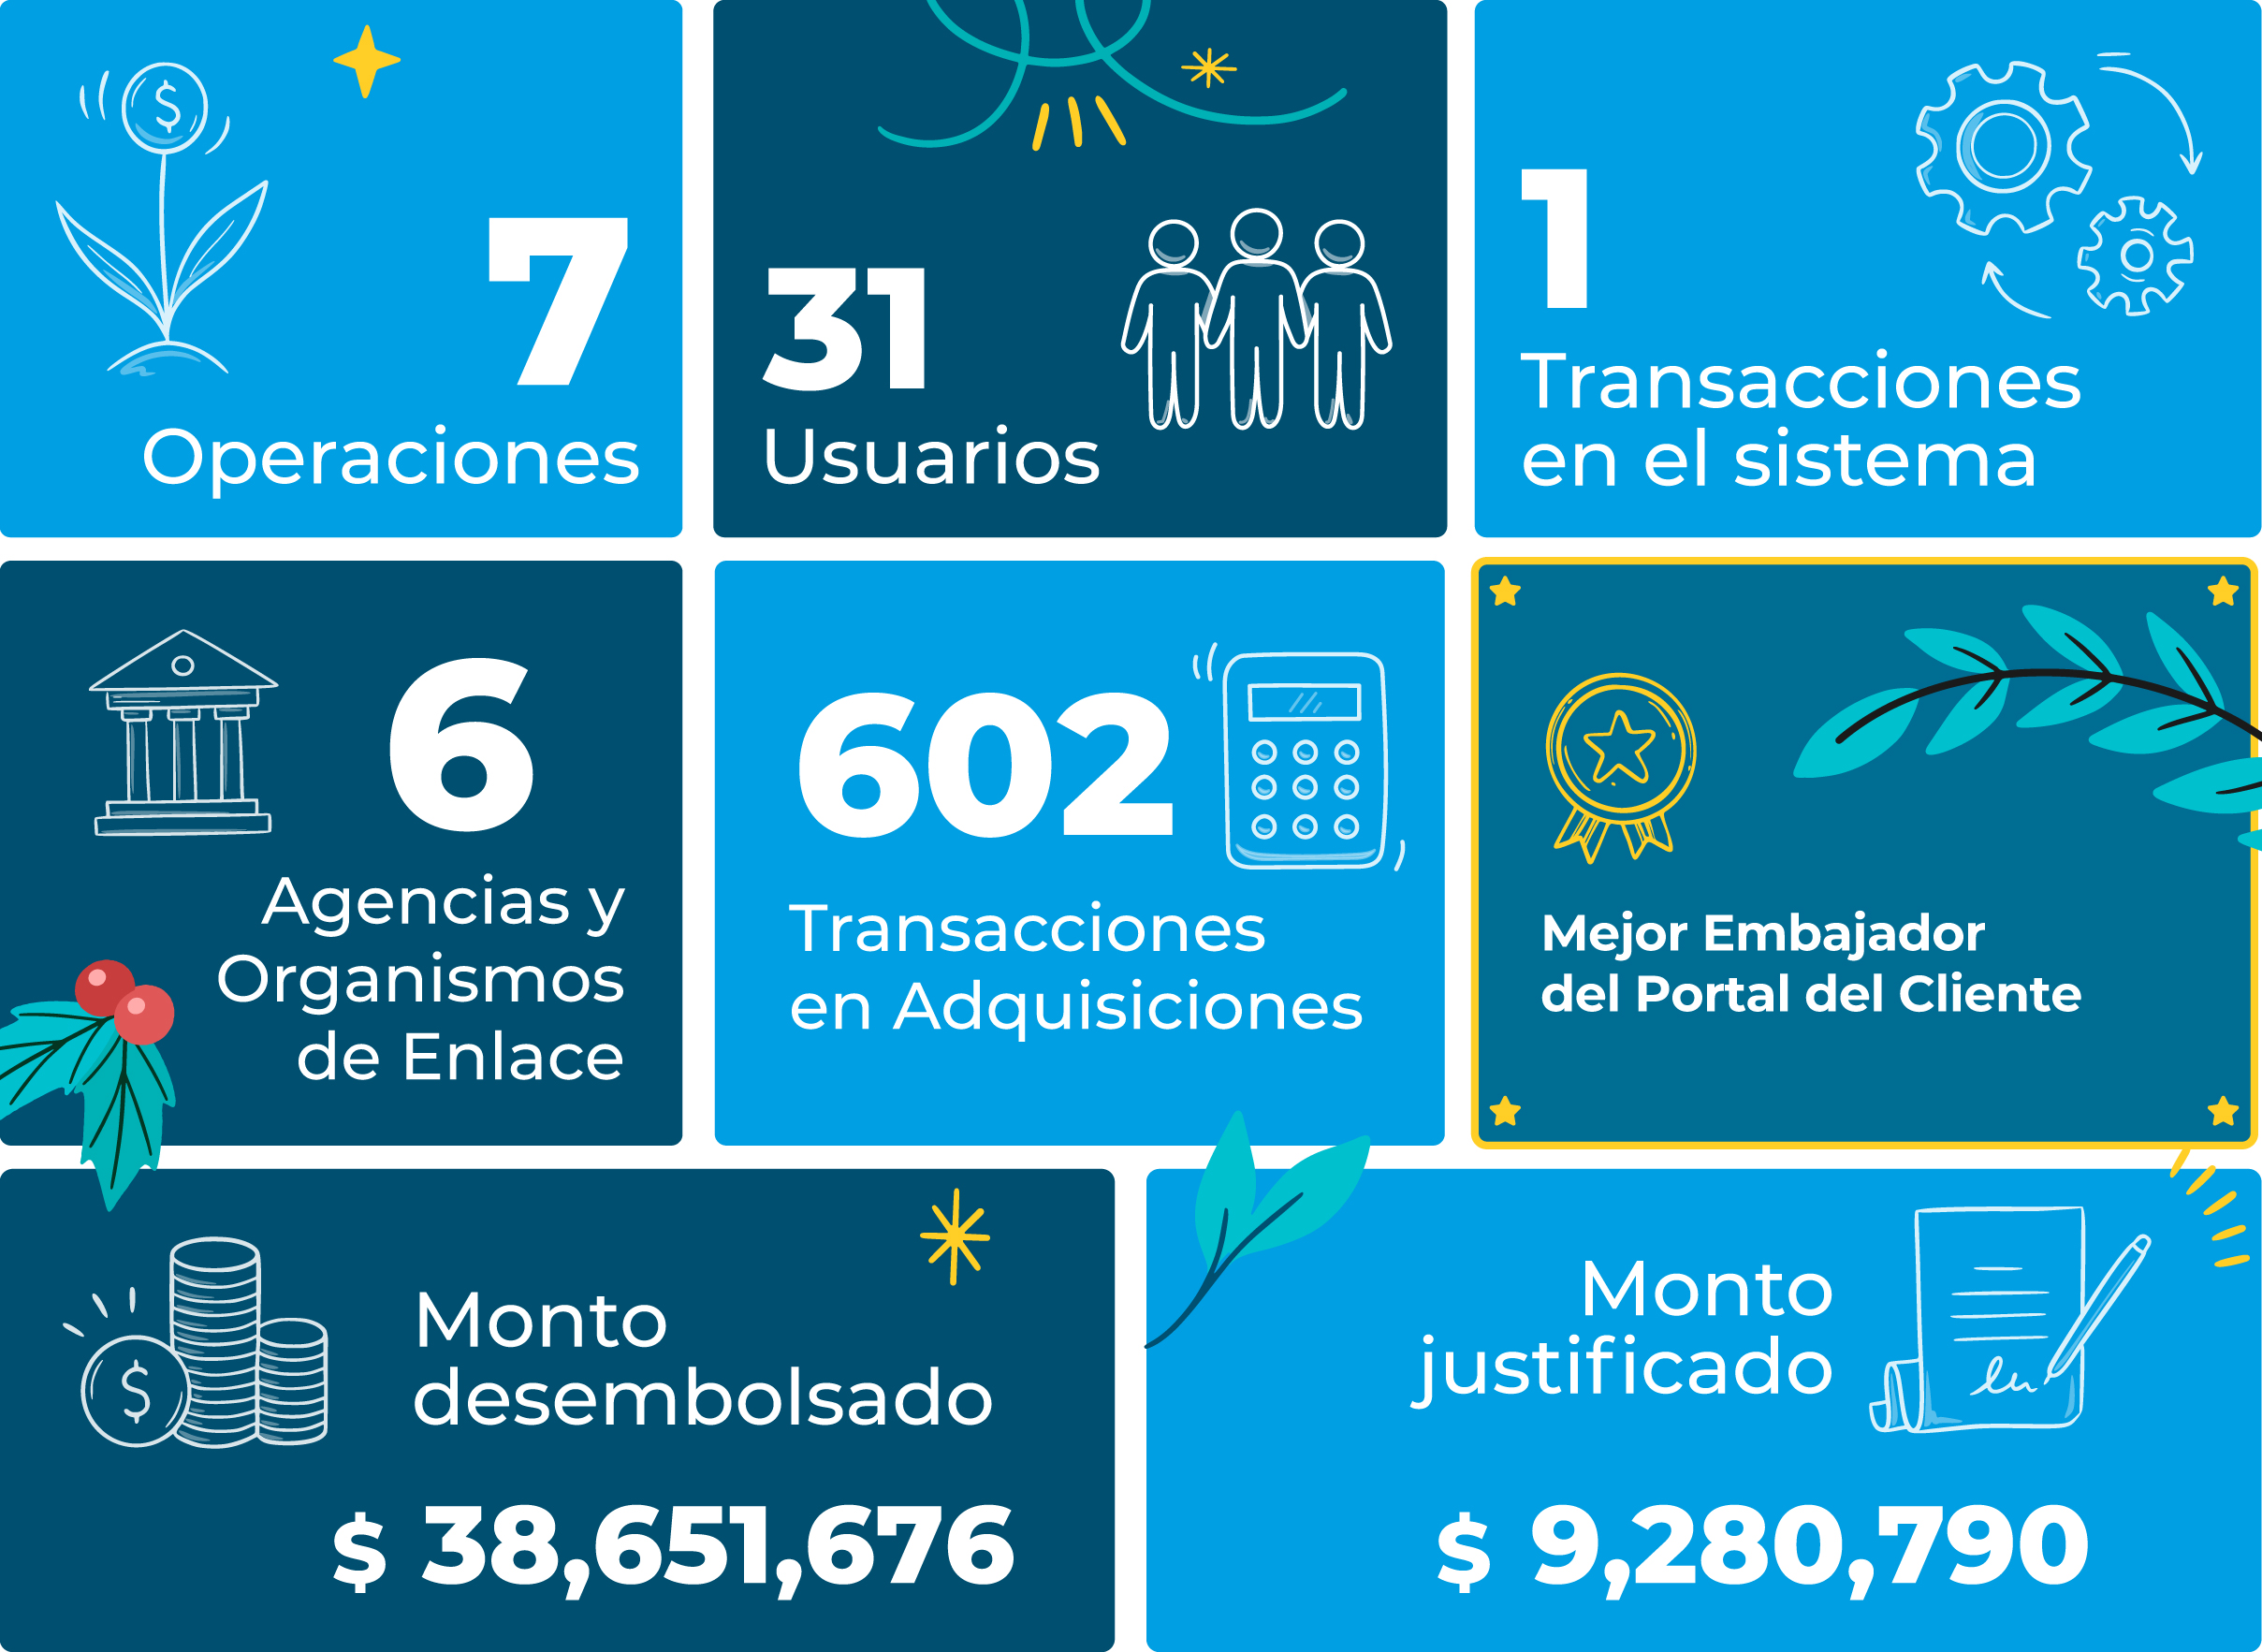 7
Operaciones
31
Usuarios
1
Transacciones
en el sistema
6
Agencias y
Organismos
de Enlace
602
Transacciones
en Adquisiciones
Mejor Embajador
del Portal del Cliente
Monto
desembolsado
$ 38,651,676
Monto
justificado
$ 9,280,790